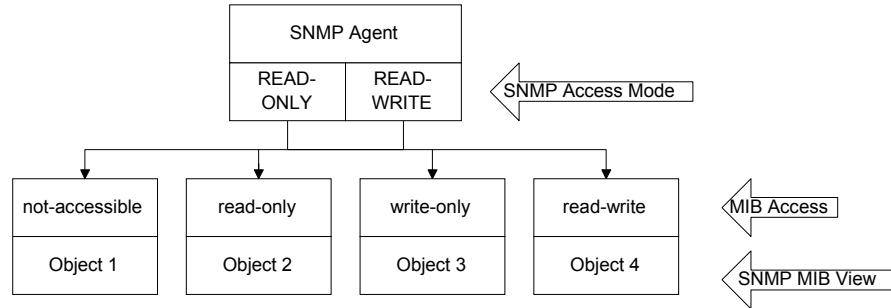 SNMP Agent
READ- READ-
ONLY WRITE
SNMP Access Mode
not-accessible read-only write-only read-write
MIB Access
Object 1 Object 2 Object 3 Object 4
SNMP MIB View